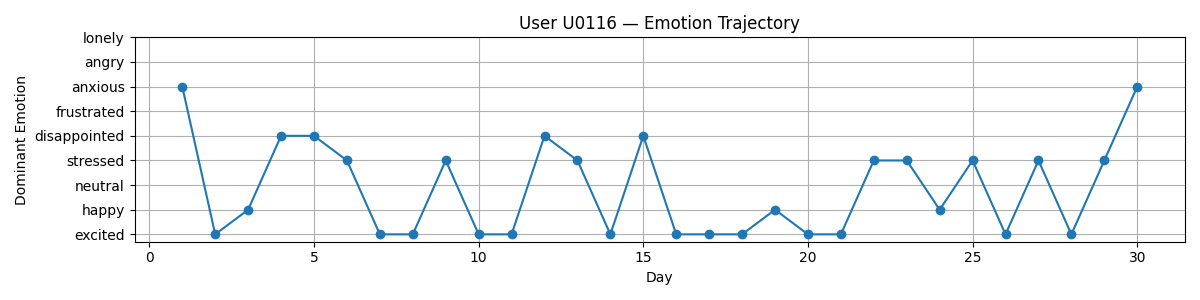 User U0116 — Emotion Trajectory
Dominant Emotion
lonely
angry
anxious
frustrated
disappointed
stressed
neutral
happy
excited
0 5 10 15 20 25 30
Day